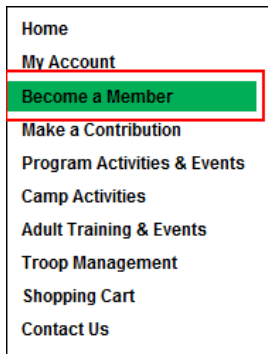 Home
My Account
Become a Member
Make a Contribution
Program Activities & Events
Camp Activities
Adult Training & Events
Troop Management
Shopping Cart
Contact Us